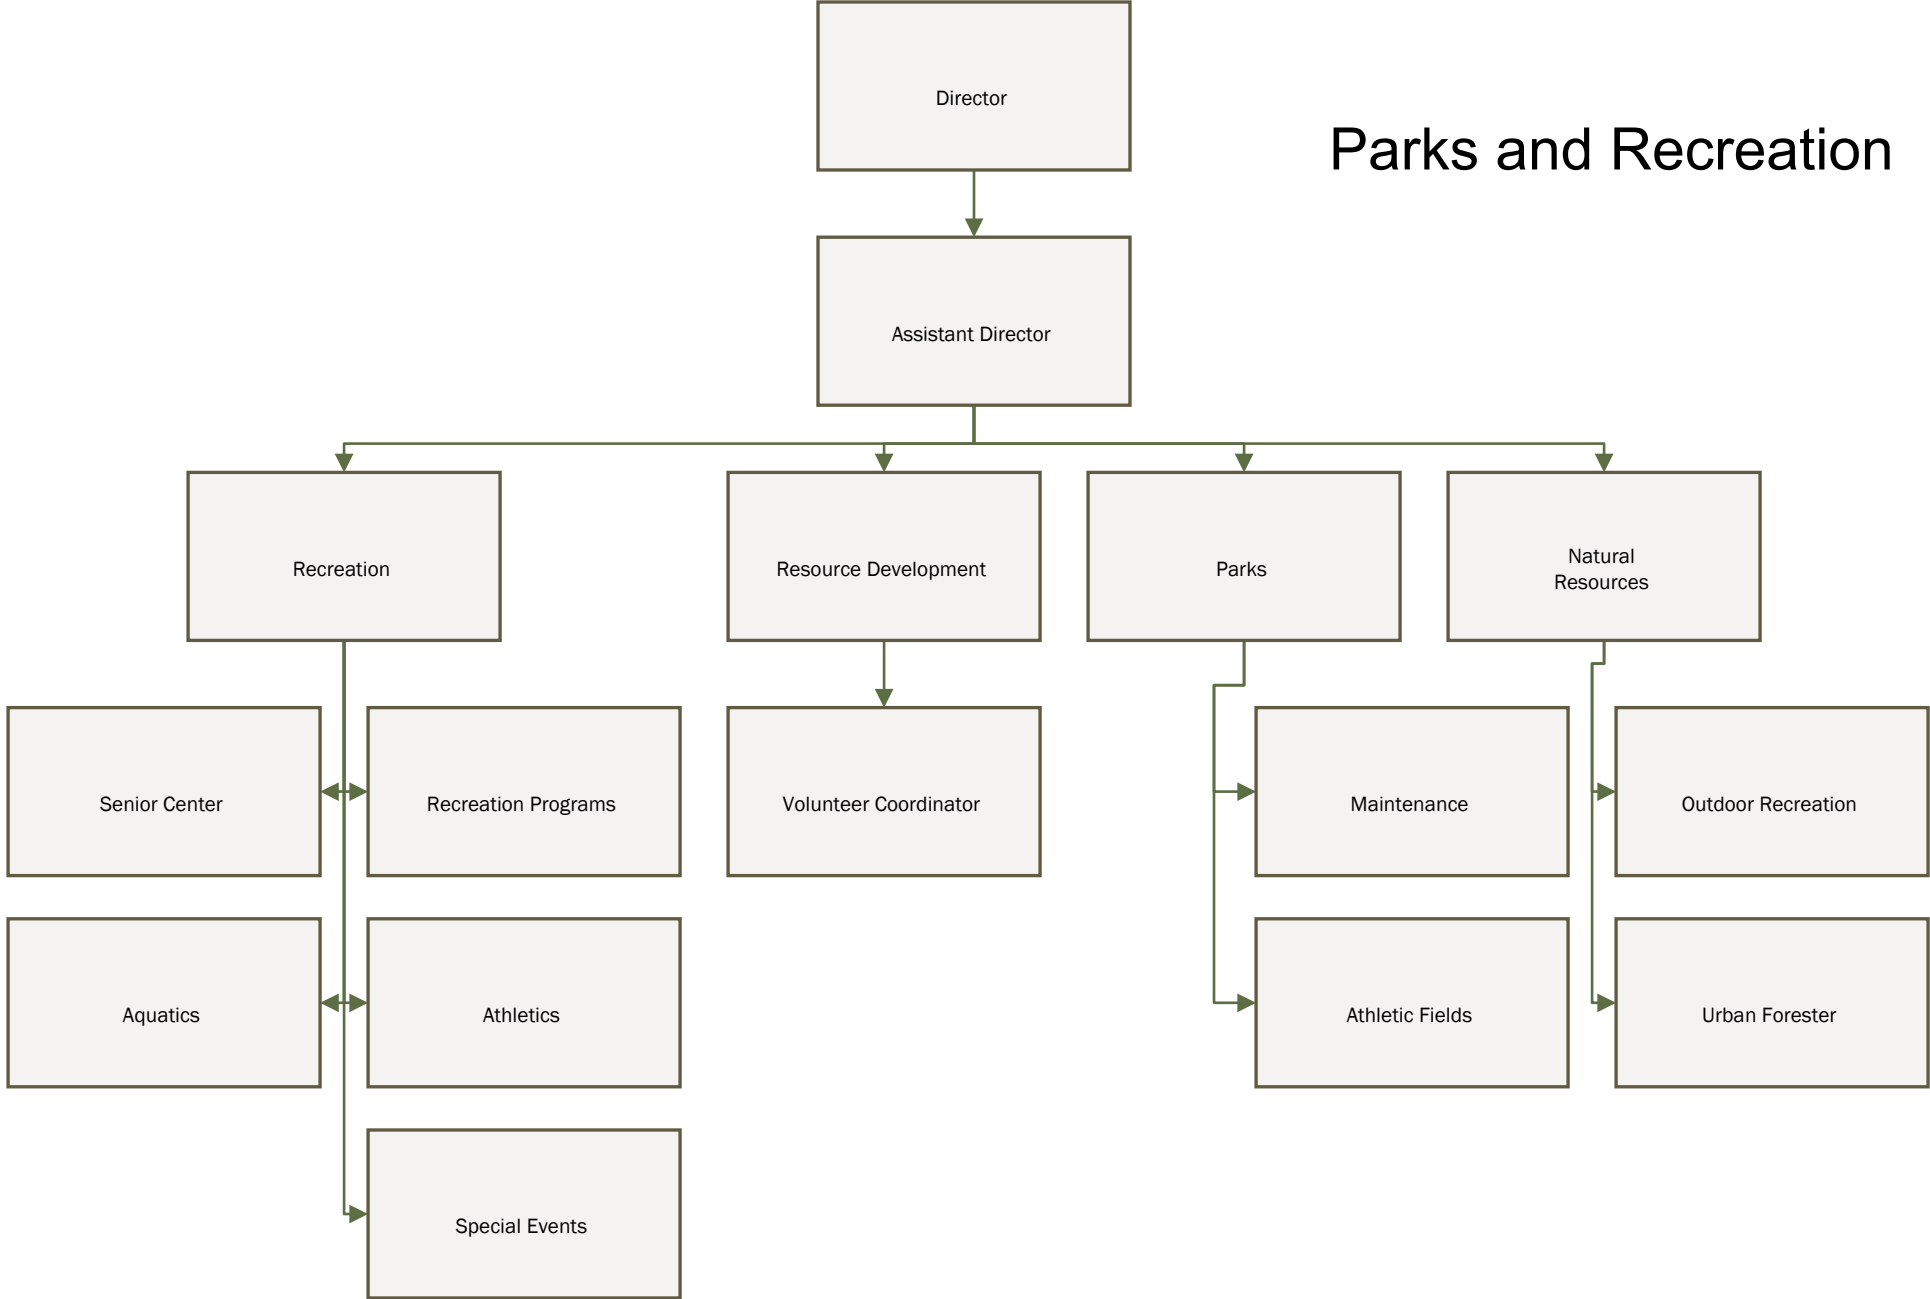 Director
Parks and Recreation
Assistant Director
Recreation
Resource Development
Parks
Natural
Resources
Senior Center
Recreation Programs
Volunteer Coordinator
Maintenance
Outdoor Recreation
Aquatics
Athletics
Athletic Fields
Urban Forester
Special Events